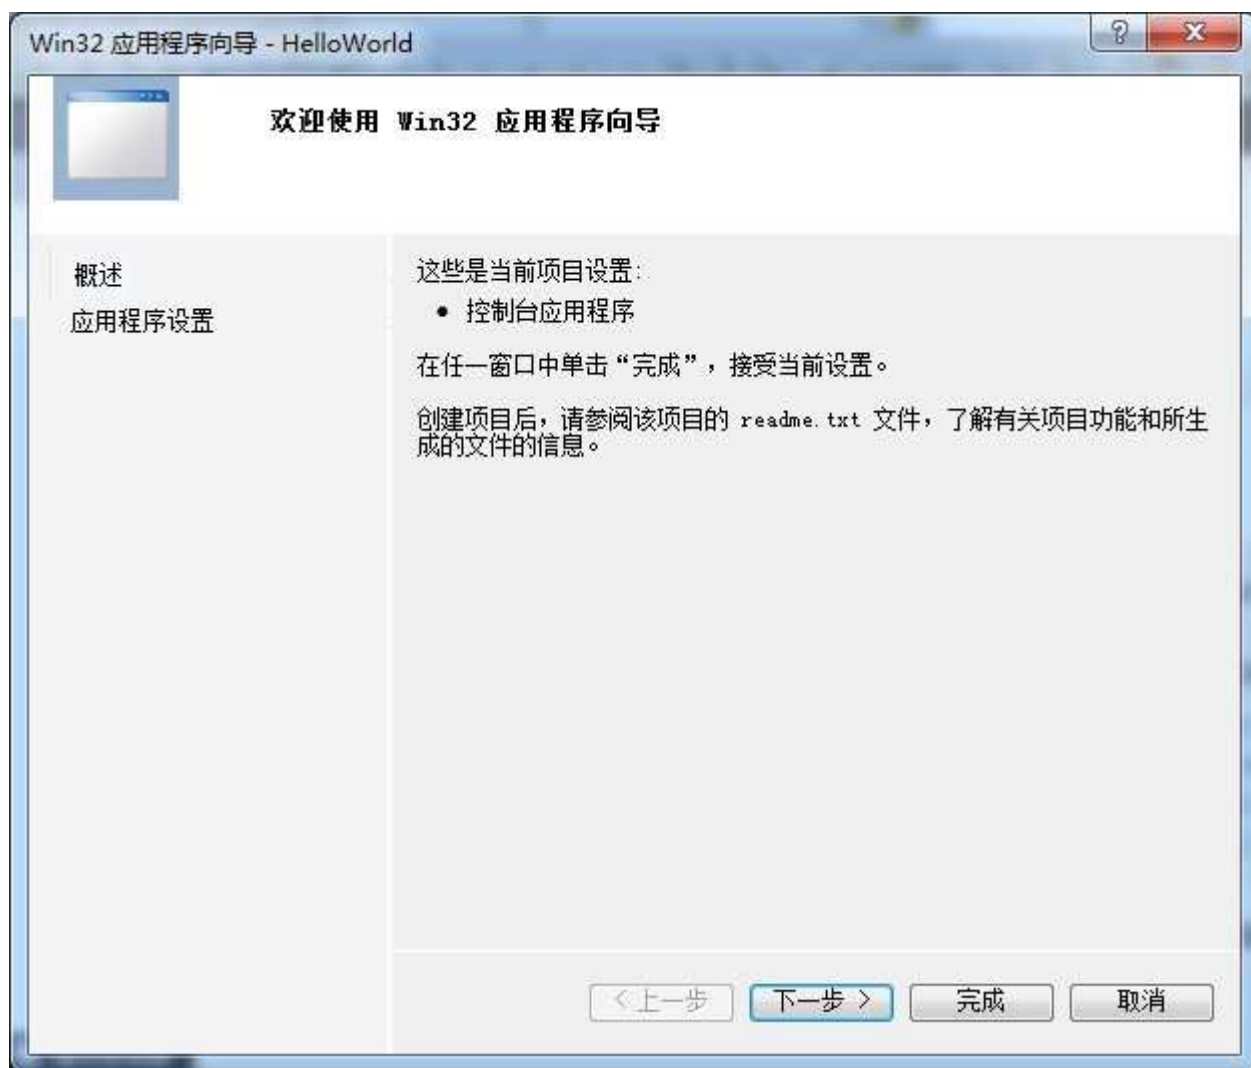 Win32 应用程序向导 - HelloWorld
欢迎使用 Win32 应用程序向导
概述
应用程序设置
这些是当前项目设置:
• 控制台应用程序
在任一窗口中单击“完成”，接受当前设置。
创建项目后，请参阅该项目的 readme.txt 文件，了解有关项目功能和所生
成的文件的信息。
< 上一步
下一步 >
完成
取消